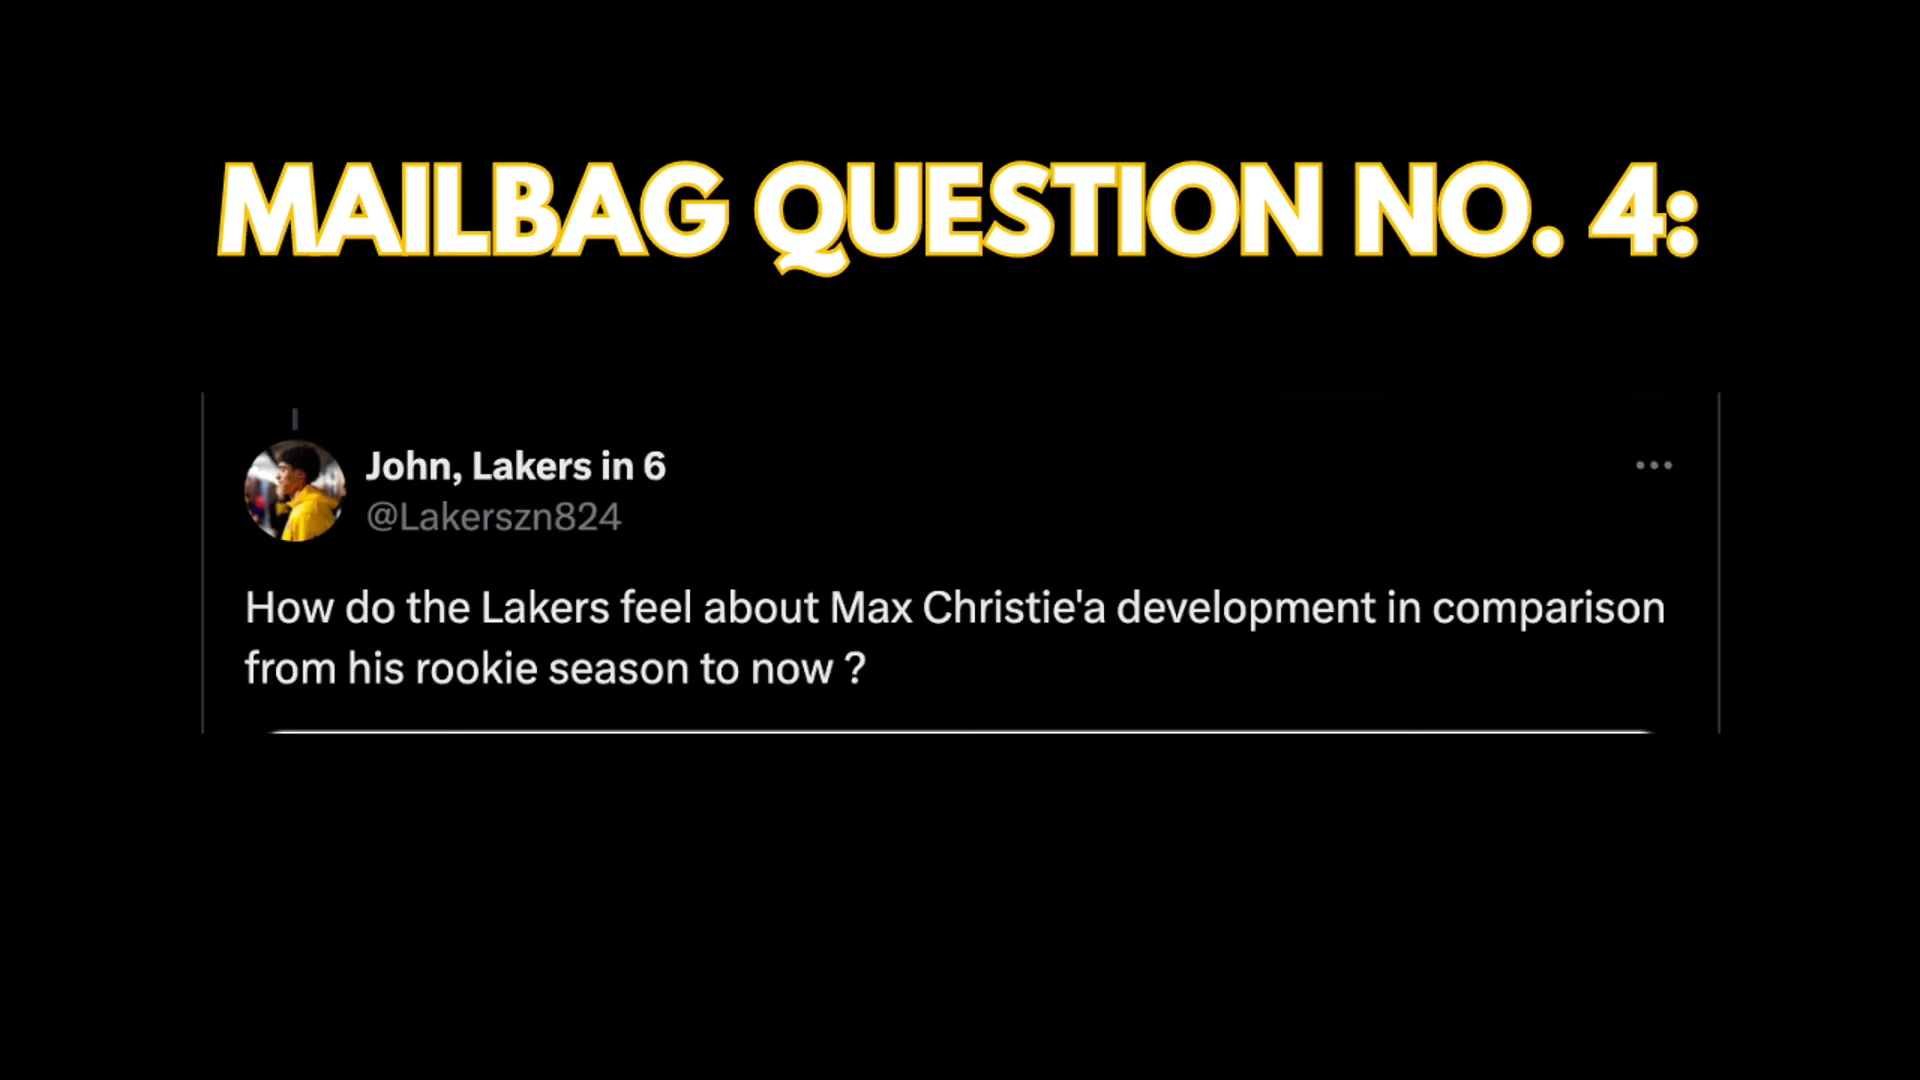 MAILBAG QUESTION NO. 4:
John, Lakers in 6
@Lakerszn824
How do the Lakers feel about Max Christie'a development in comparison
from his rookie season to now ?